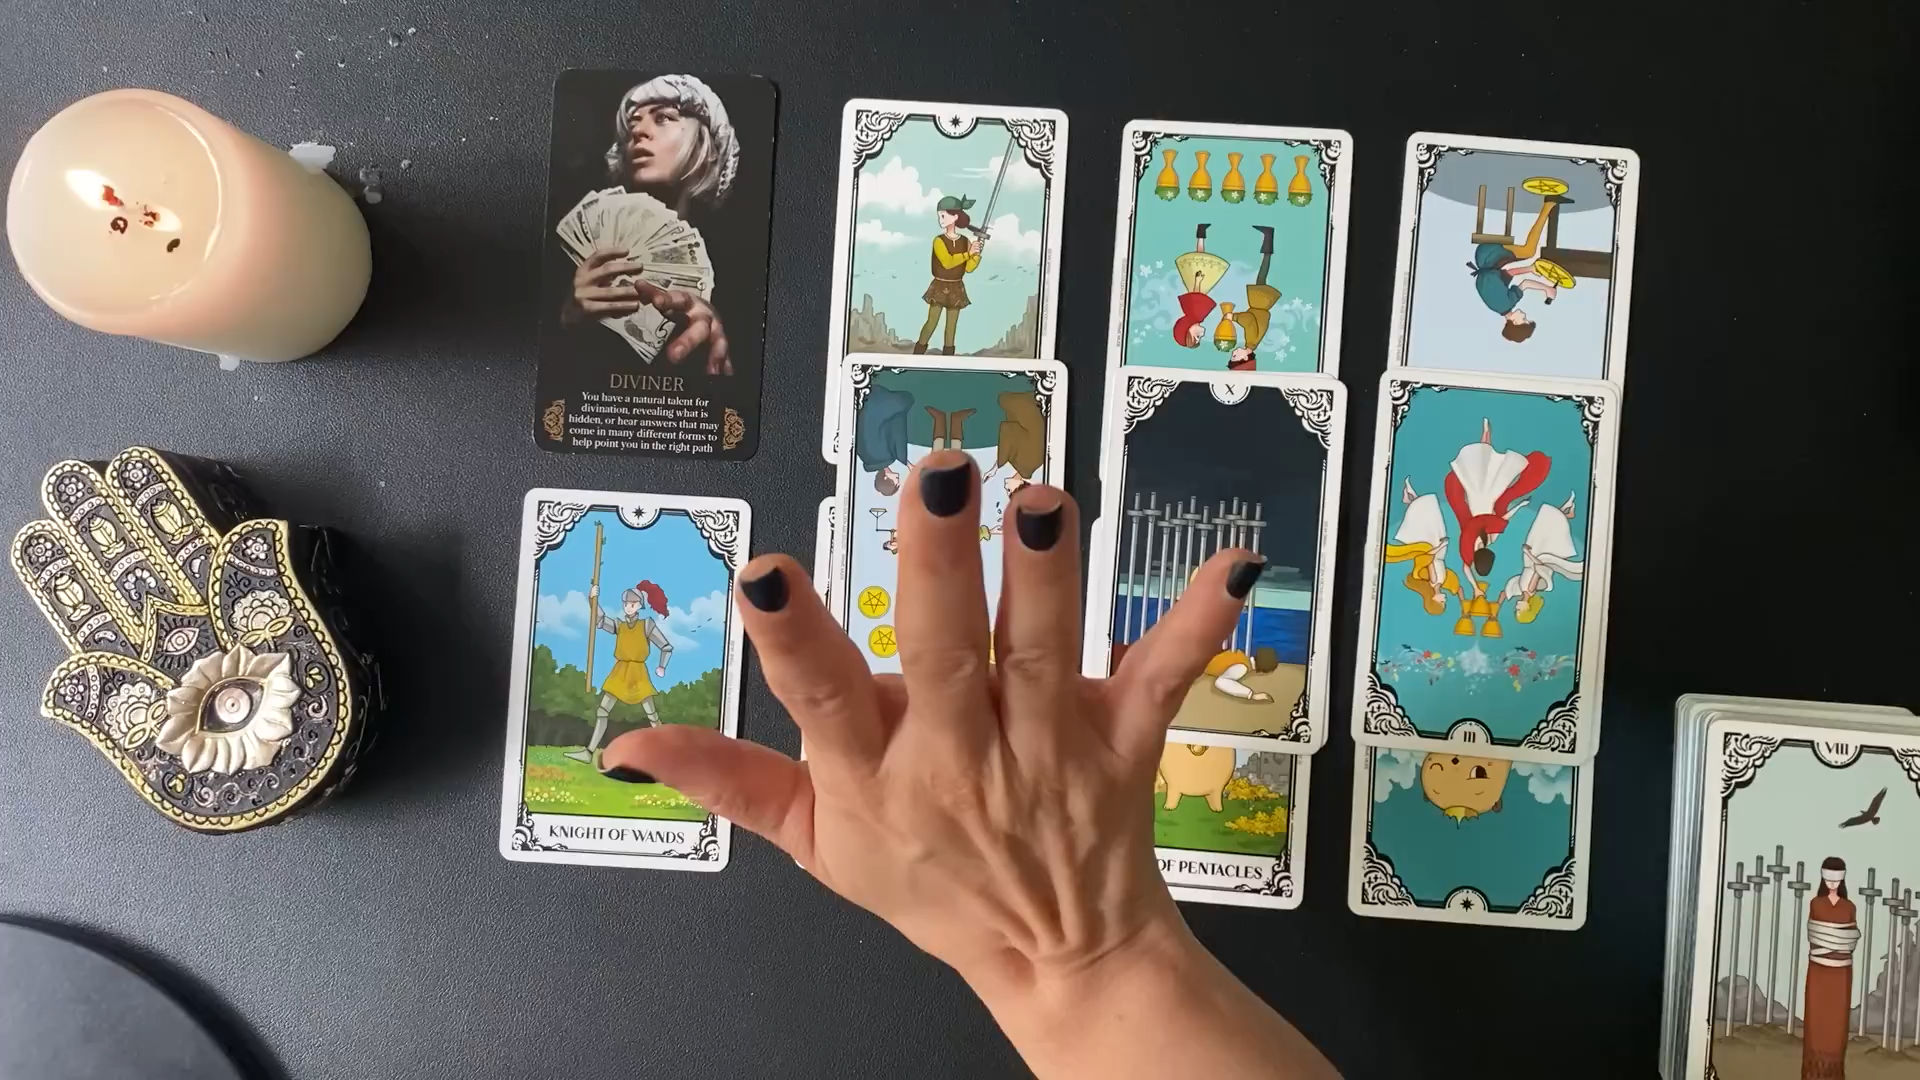 DIVINER
You have a natural talent for
divination, revealing what is
hidden, or hear answers that may
come in many different forms to
help point you in the right path
X
KNIGHT OF WANDS
III
OF PENTACLES
VIII